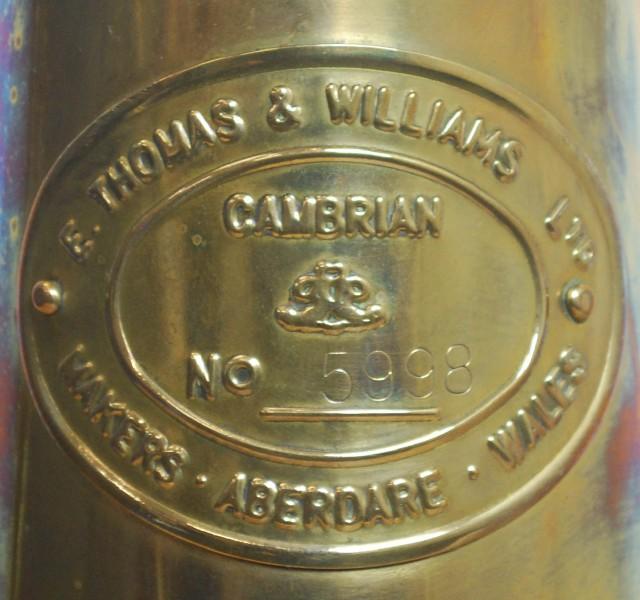 E. THOMAS & WILLIAMS LTD
CAMBRIAN
NO 5998
MAKERS · ABERDARE · WALES